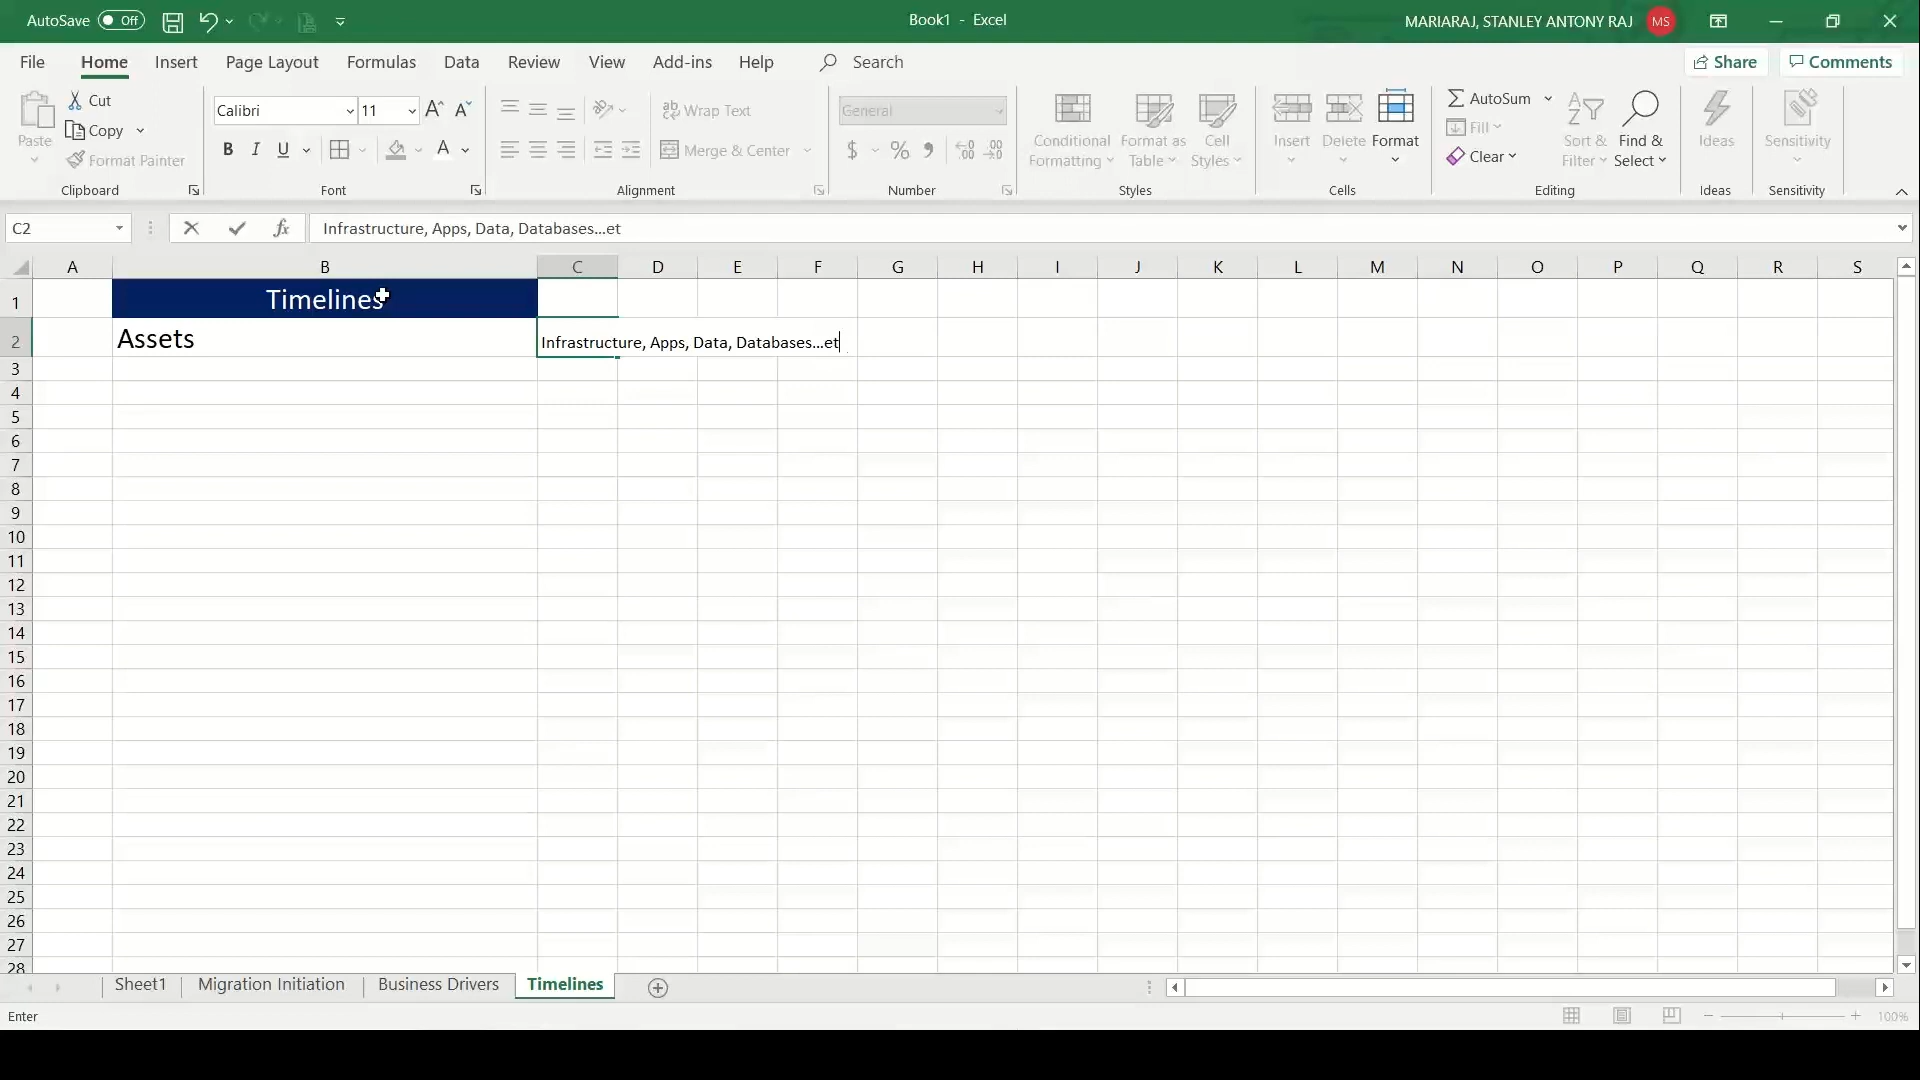 AutoSave Off
Book1 - Excel
MARIARAJ, STANLEY ANTONY RAJ MS
File Home Insert Page Layout Formulas Data Review View Add-ins Help Search
Share Comments
Paste
Cut
Copy
Format Painter
Clipboard
Calibri 11
A A
B I U A
Font
ab Wrap Text
Merge & Center
Alignment
General
$ % 9 .00 .00
Number
Conditional Formatting
Format as Table
Cell Styles
Styles
Insert Delete Format
Cells
AutoSum
Fill
Clear
Sort & Filter
Find & Select
Editing
Ideas
Ideas
Sensitivity
Sensitivity
C2
fx
Infrastructure, Apps, Data, Databases...et
A B C D E F G H I J K L M N O P Q R S
1 Timelines
2 Assets Infrastructure, Apps, Data, Databases...et
3
4
5
6
7
8
9
10
11
12
13
14
15
16
17
18
19
20
21
22
23
24
25
26
27
28
Sheet1 Migration Initiation Business Drivers Timelines
Enter
100%